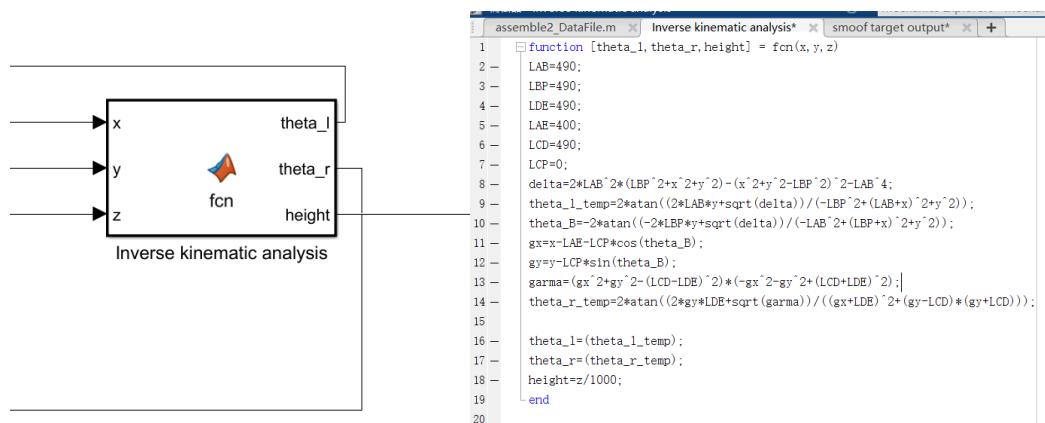 x
theta_l
y
theta_r
fcn
z
height
Inverse kinematic analysis
assemble2_DataFile.m × Inverse kinematic analysis* × smoof target output* × +
1 function [theta_l, theta_r, height] = fcn(x, y, z)
2 — LAB=490;
3 — LBP=490;
4 — LDE=490;
5 — LAE=400;
6 — LCD=490;
7 — LCP=0;
8 — delta=2*LAB^2*(LBP^2+x^2+y^2)-(x^2+y^2-LBP^2)^2-LAB^4;
9 — theta_l_temp=2*atan((2*LAB*y+sqrt(delta))/(-LBP^2+(LAB+x)^2+y^2));
10 — theta_B=-2*atan((-2*LBP*y+sqrt(delta))/(-LAB^2+(LBP+x)^2+y^2));
11 — gx=x-LAE-LCP*cos(theta_B);
12 — gy=y-LCP*sin(theta_B);
13 — garma=(gx^2+gy^2-(LCD-LDE)^2)*(-gx^2-gy^2+(LCD+LDE)^2);
14 — theta_r_temp=2*atan((2*gy*LDE+sqrt(garma))/((gx+LDE)^2+(gy-LCD)*(gy+LCD)));
15
16 — theta_l=(theta_l_temp);
17 — theta_r=(theta_r_temp);
18 — height=z/1000;
19 end
20